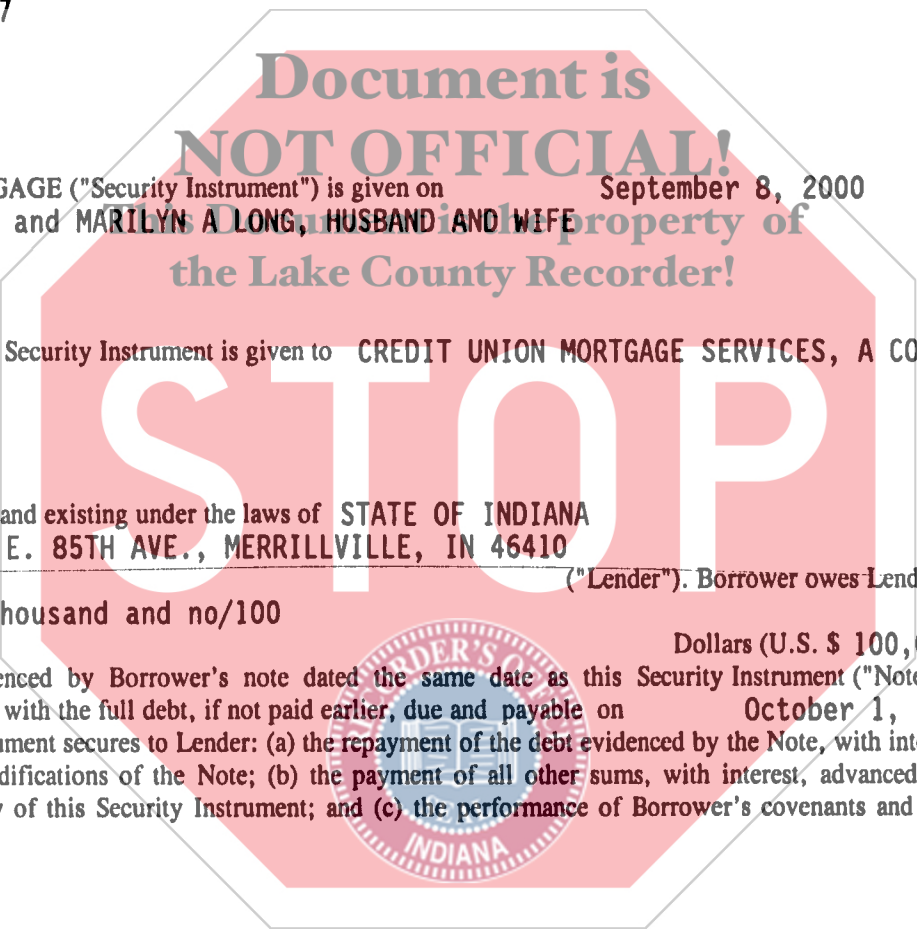 7
Document is
NOT OFFICIAL!
GAGE ("Security Instrument") is given on September 8, 2000
and MARILYN A LONG, HUSBAND AND WIFE
This Document is the property of
the Lake County Recorder!
Security Instrument is given to CREDIT UNION MORTGAGE SERVICES, A CO
STOP
and existing under the laws of STATE OF INDIANA
E. 85TH AVE., MERRILLVILLE, IN 46410
("Lender"). Borrower owes Lend
housand and no/100
Dollars (U.S. $ 100,
enced by Borrower's note dated the same date as this Security Instrument ("Note
with the full debt, if not paid earlier, due and payable on October 1,
ument secures to Lender: (a) the repayment of the debt evidenced by the Note, with int
difications of the Note; (b) the payment of all other sums, with interest, advanced
y of this Security Instrument; and (c) the performance of Borrower's covenants and
RECORDER'S OFFICE
INDIANA